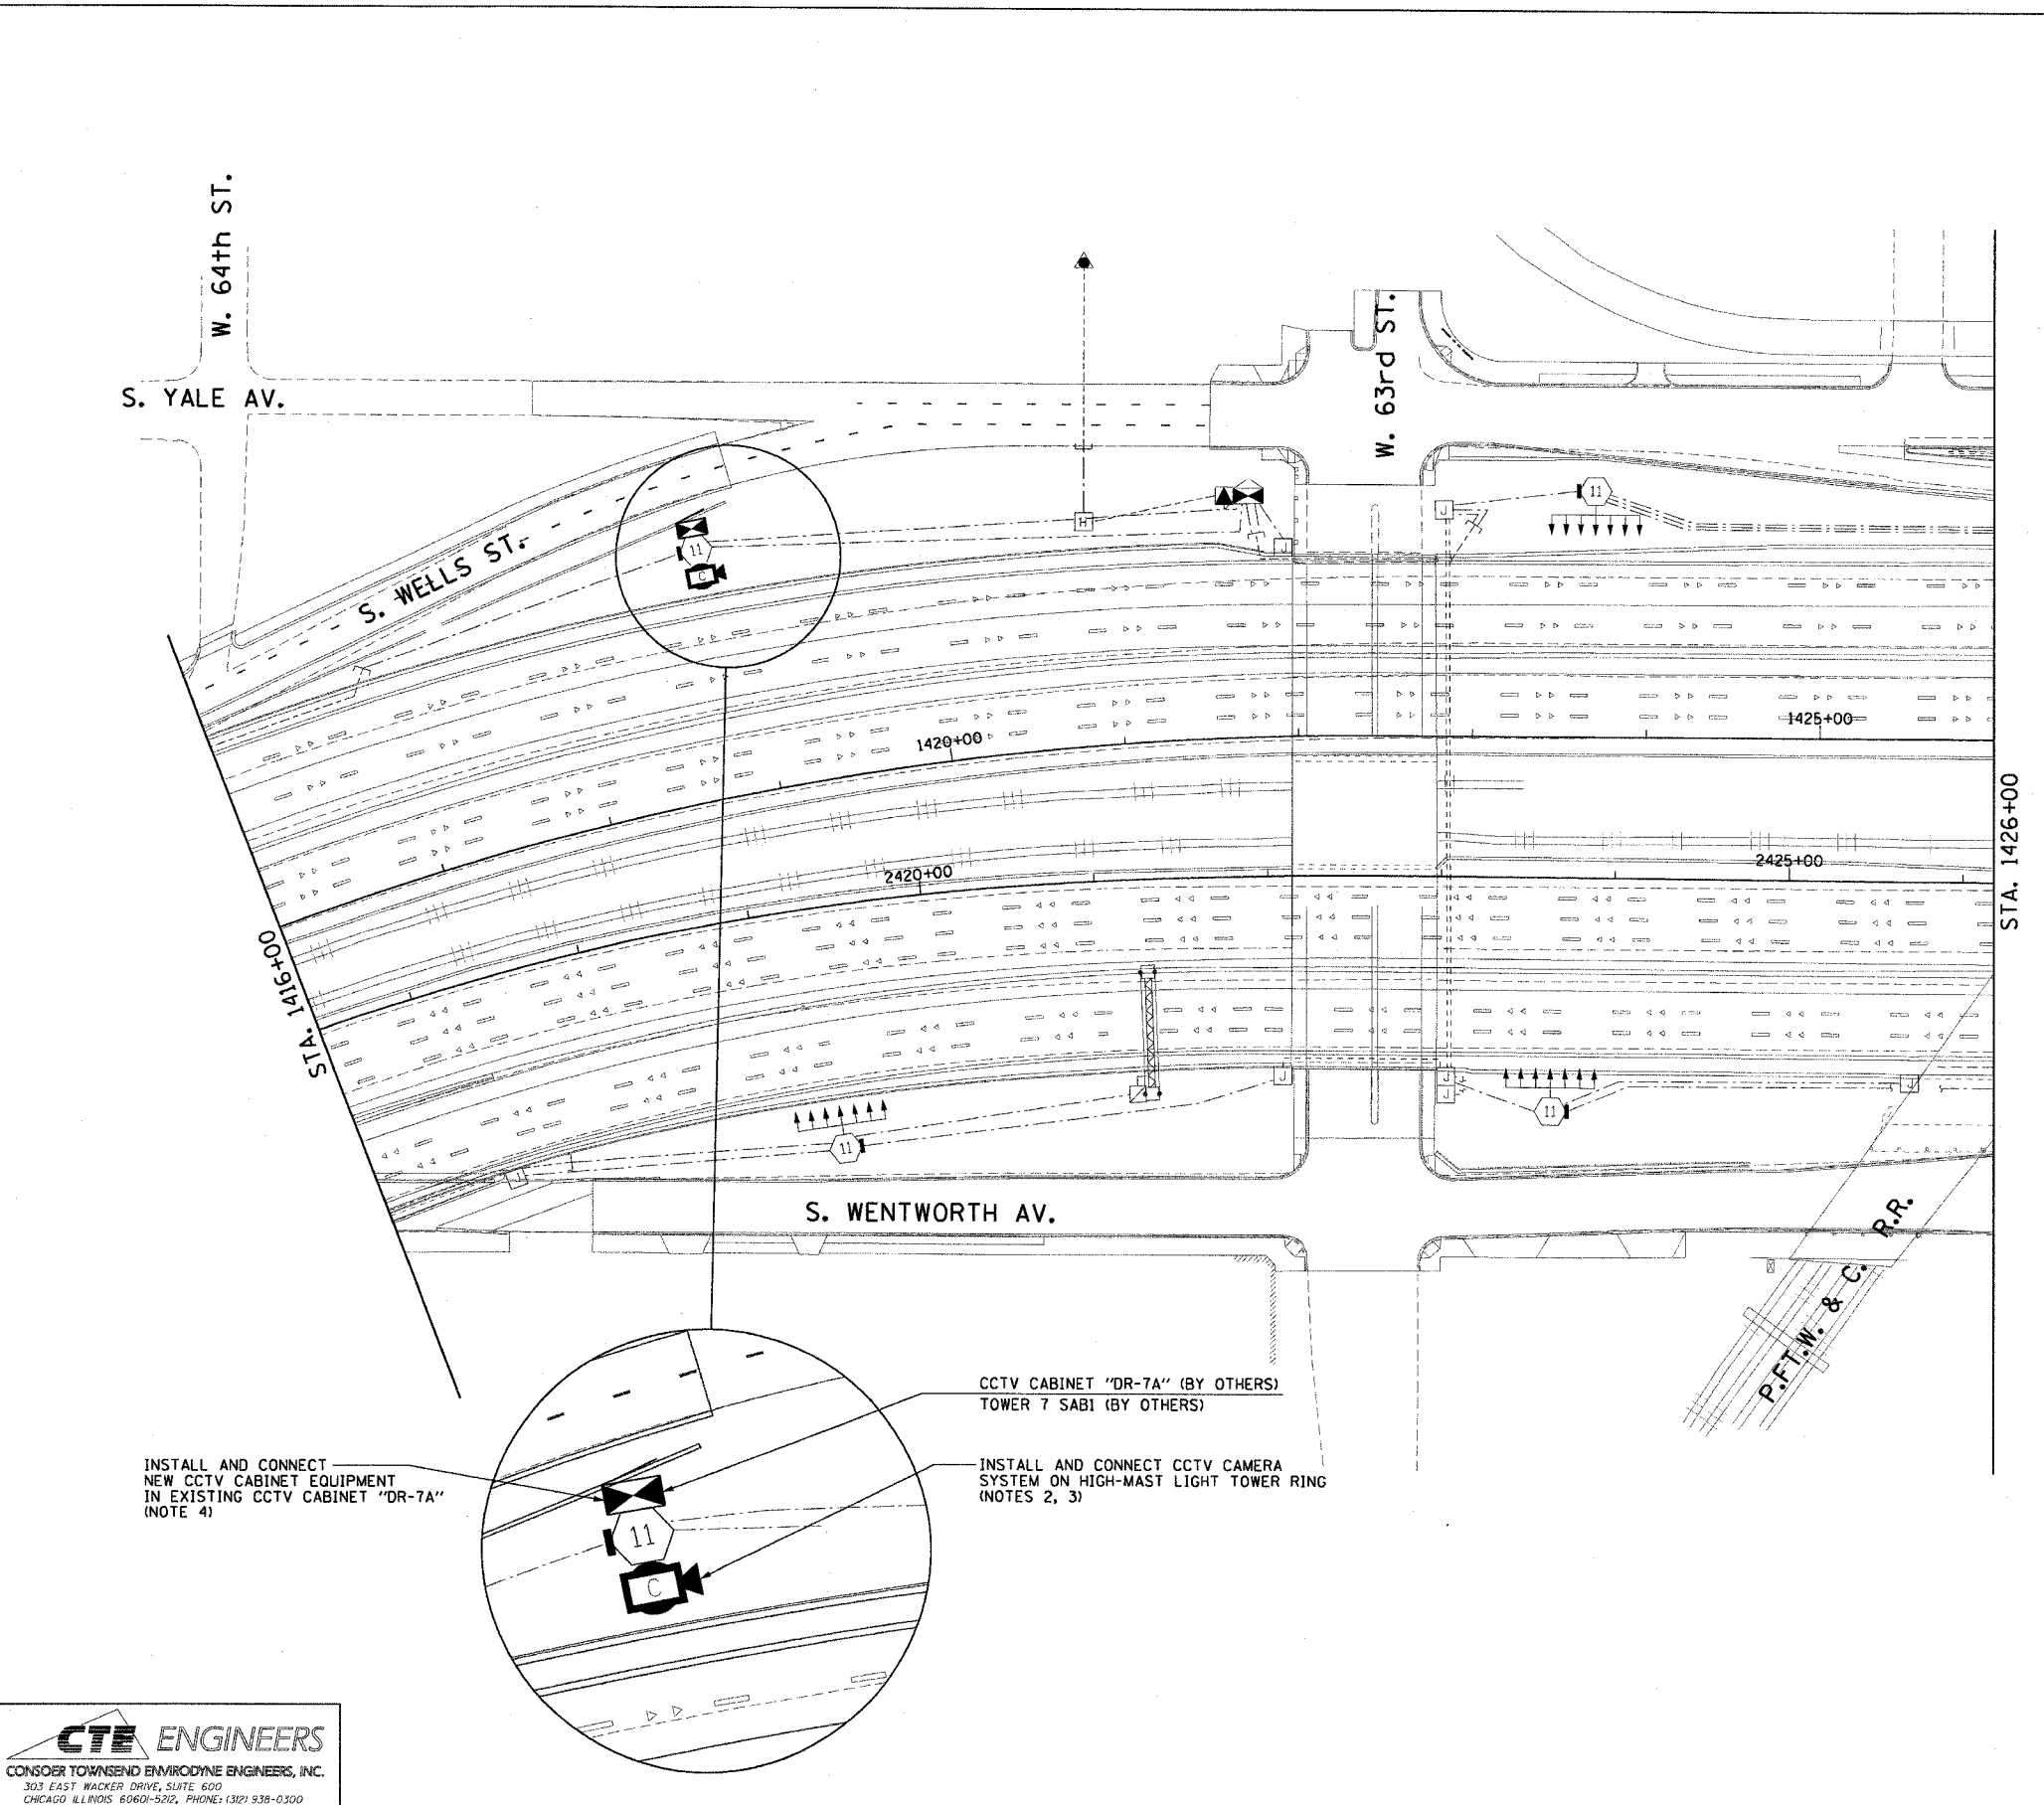 W. 64th ST.
S. YALE AV.
W. 63rd ST.
S. WELLS ST.
11
C
H
J
J
11
1420+00
1425+00
2420+00
2425+00
STA. 1416+00
STA. 1426+00
J
J
J
J
11
11
J
S. WENTWORTH AV.
P.FT.W. & C. R.R.
CCTV CABINET "DR-7A" (BY OTHERS)
TOWER 7 SAB1 (BY OTHERS)
INSTALL AND CONNECT
NEW CCTV CABINET EQUIPMENT
IN EXISTING CCTV CABINET "DR-7A"
(NOTE 4)
INSTALL AND CONNECT CCTV CAMERA
SYSTEM ON HIGH-MAST LIGHT TOWER RING
(NOTES 2, 3)
11
C
CTE ENGINEERS
CONSOER TOWNSEND ENVIRODYNE ENGINEERS, INC.
303 EAST WACKER DRIVE, SUITE 600
CHICAGO ILLINOIS 60601-5212, PHONE: (312) 938-0300